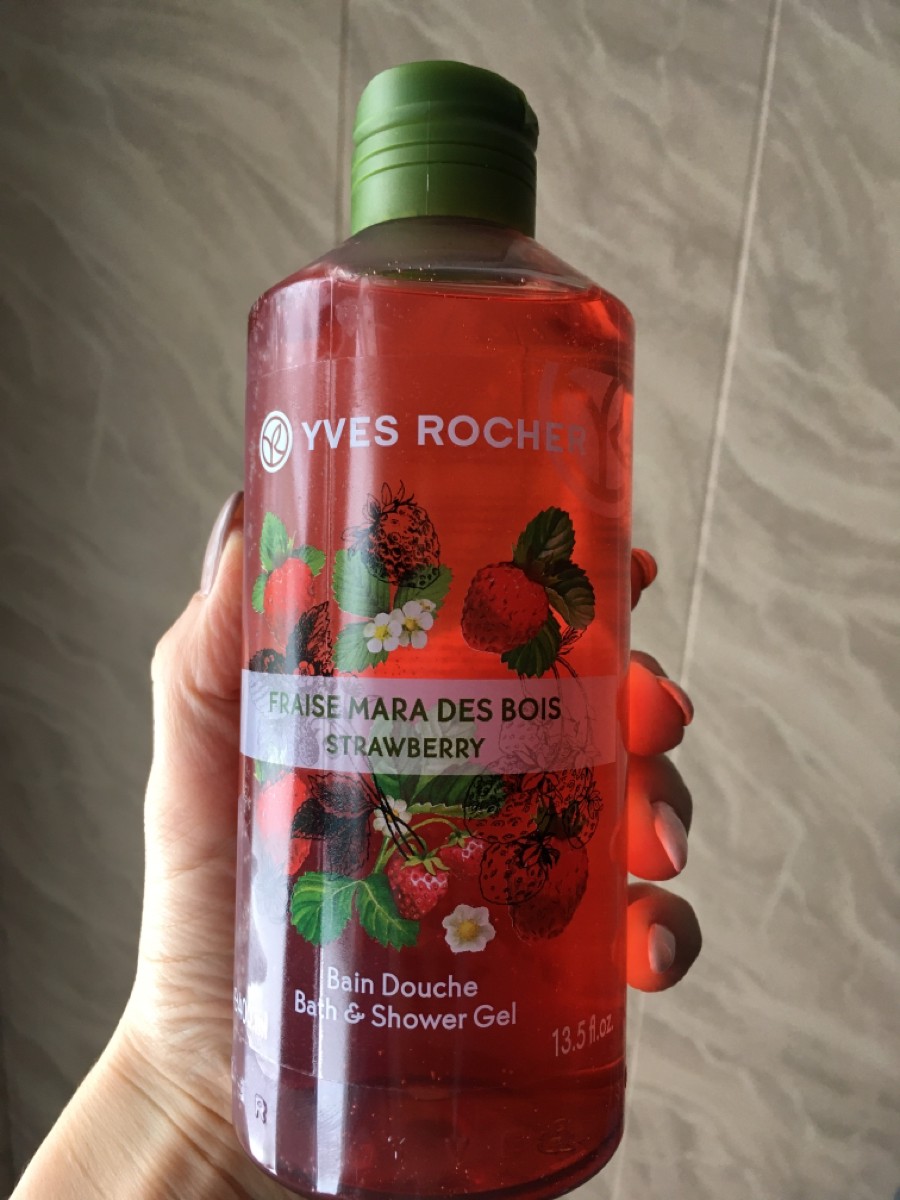 YVES ROCHER
FRAISE MARA DES BOIS
STRAWBERRY
Bain Douche
Bath & Shower Gel
13.5 fl.oz.